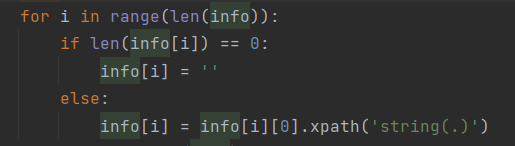 for i in range(len(info)):
    if len(info[i]) == 0:
        info[i] = ''
    else:
        info[i] = info[i][0].xpath('string(.)')